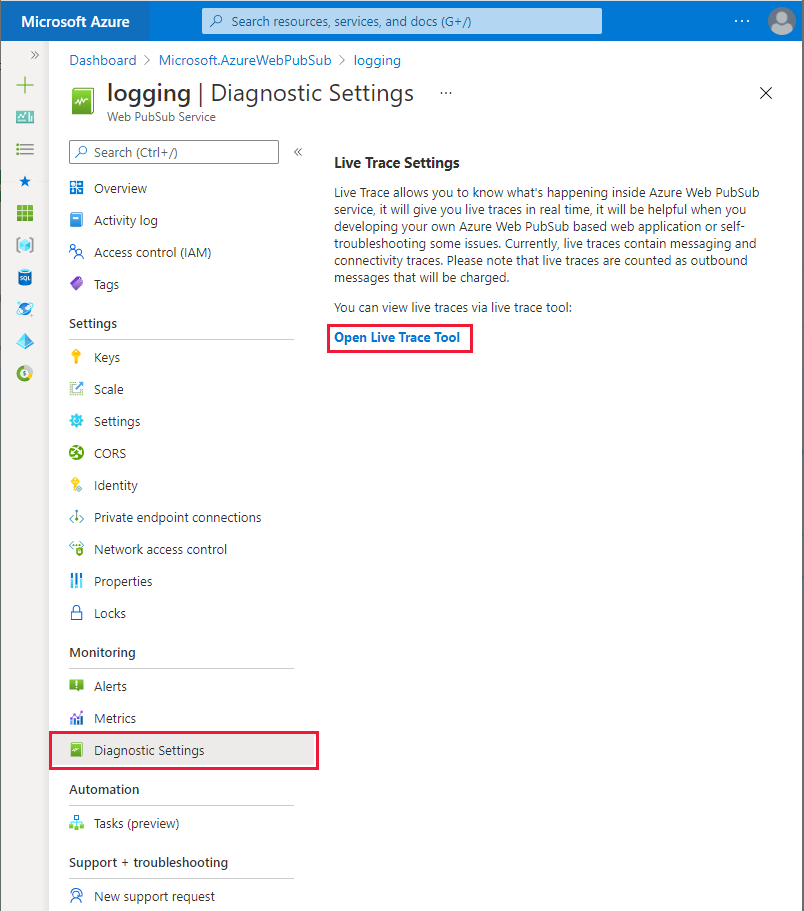 Microsoft Azure
Search resources, services, and docs (G+/)
...
Dashboard > Microsoft.AzureWebPubSub > logging
logging | Diagnostic Settings ...
Web PubSub Service
Search (Ctrl+/)
Overview
Activity log
Access control (IAM)
Tags
Settings
Keys
Scale
Settings
CORS
Identity
Private endpoint connections
Network access control
Properties
Locks
Monitoring
Alerts
Metrics
Diagnostic Settings
Automation
Tasks (preview)
Support + troubleshooting
New support request
Live Trace Settings
Live Trace allows you to know what's happening inside Azure Web PubSub
service, it will give you live traces in real time, it will be helpful when you
developing your own Azure Web PubSub based web application or self-
troubleshooting some issues. Currently, live traces contain messaging and
connectivity traces. Please note that live traces are counted as outbound
messages that will be charged.
You can view live traces via live trace tool:
Open Live Trace Tool